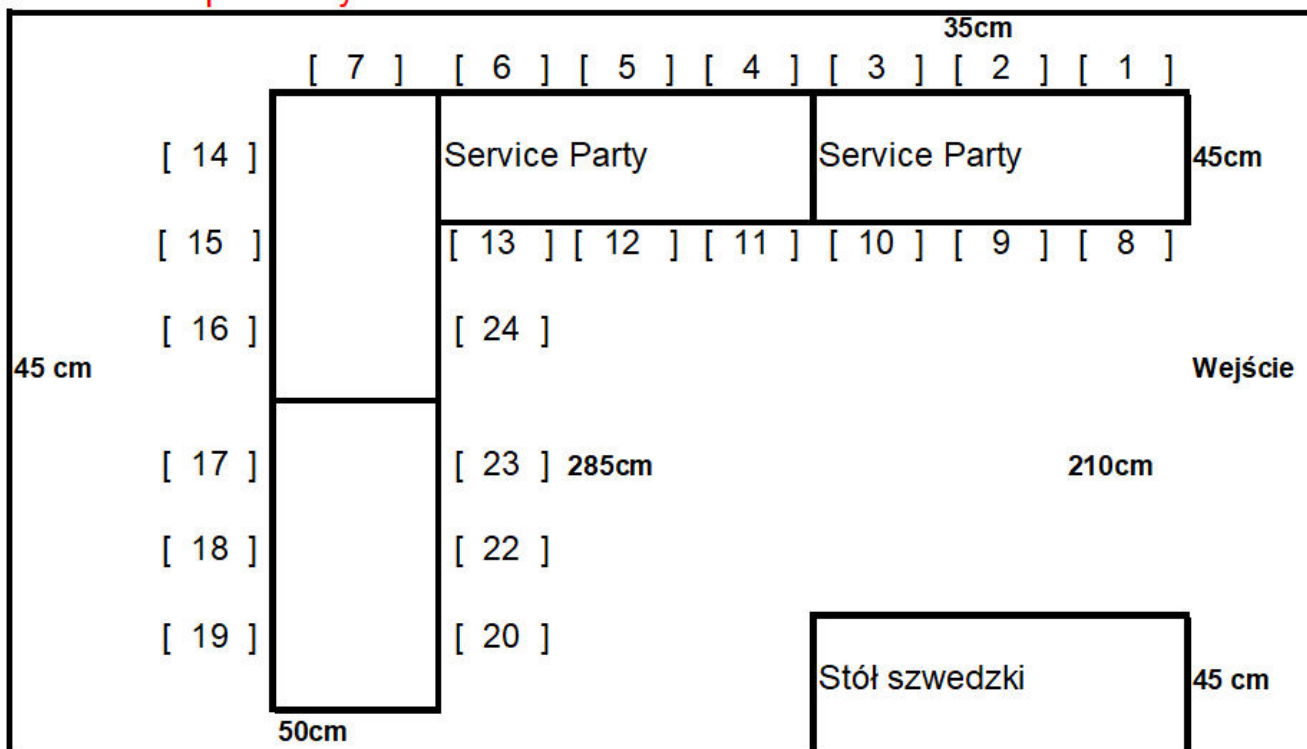 35cm
[ 7 ] [ 6 ] [ 5 ] [ 4 ] [ 3 ] [ 2 ] [ 1 ]
[ 14 ] Service Party Service Party 45cm
[ 15 ] [ 13 ] [ 12 ] [ 11 ] [ 10 ] [ 9 ] [ 8 ]
[ 16 ] [ 24 ]
45 cm Wejście
[ 17 ] [ 23 ] 285cm 210cm
[ 18 ] [ 22 ]
[ 19 ] [ 20 ]
Stół szwedzki 45 cm
50cm